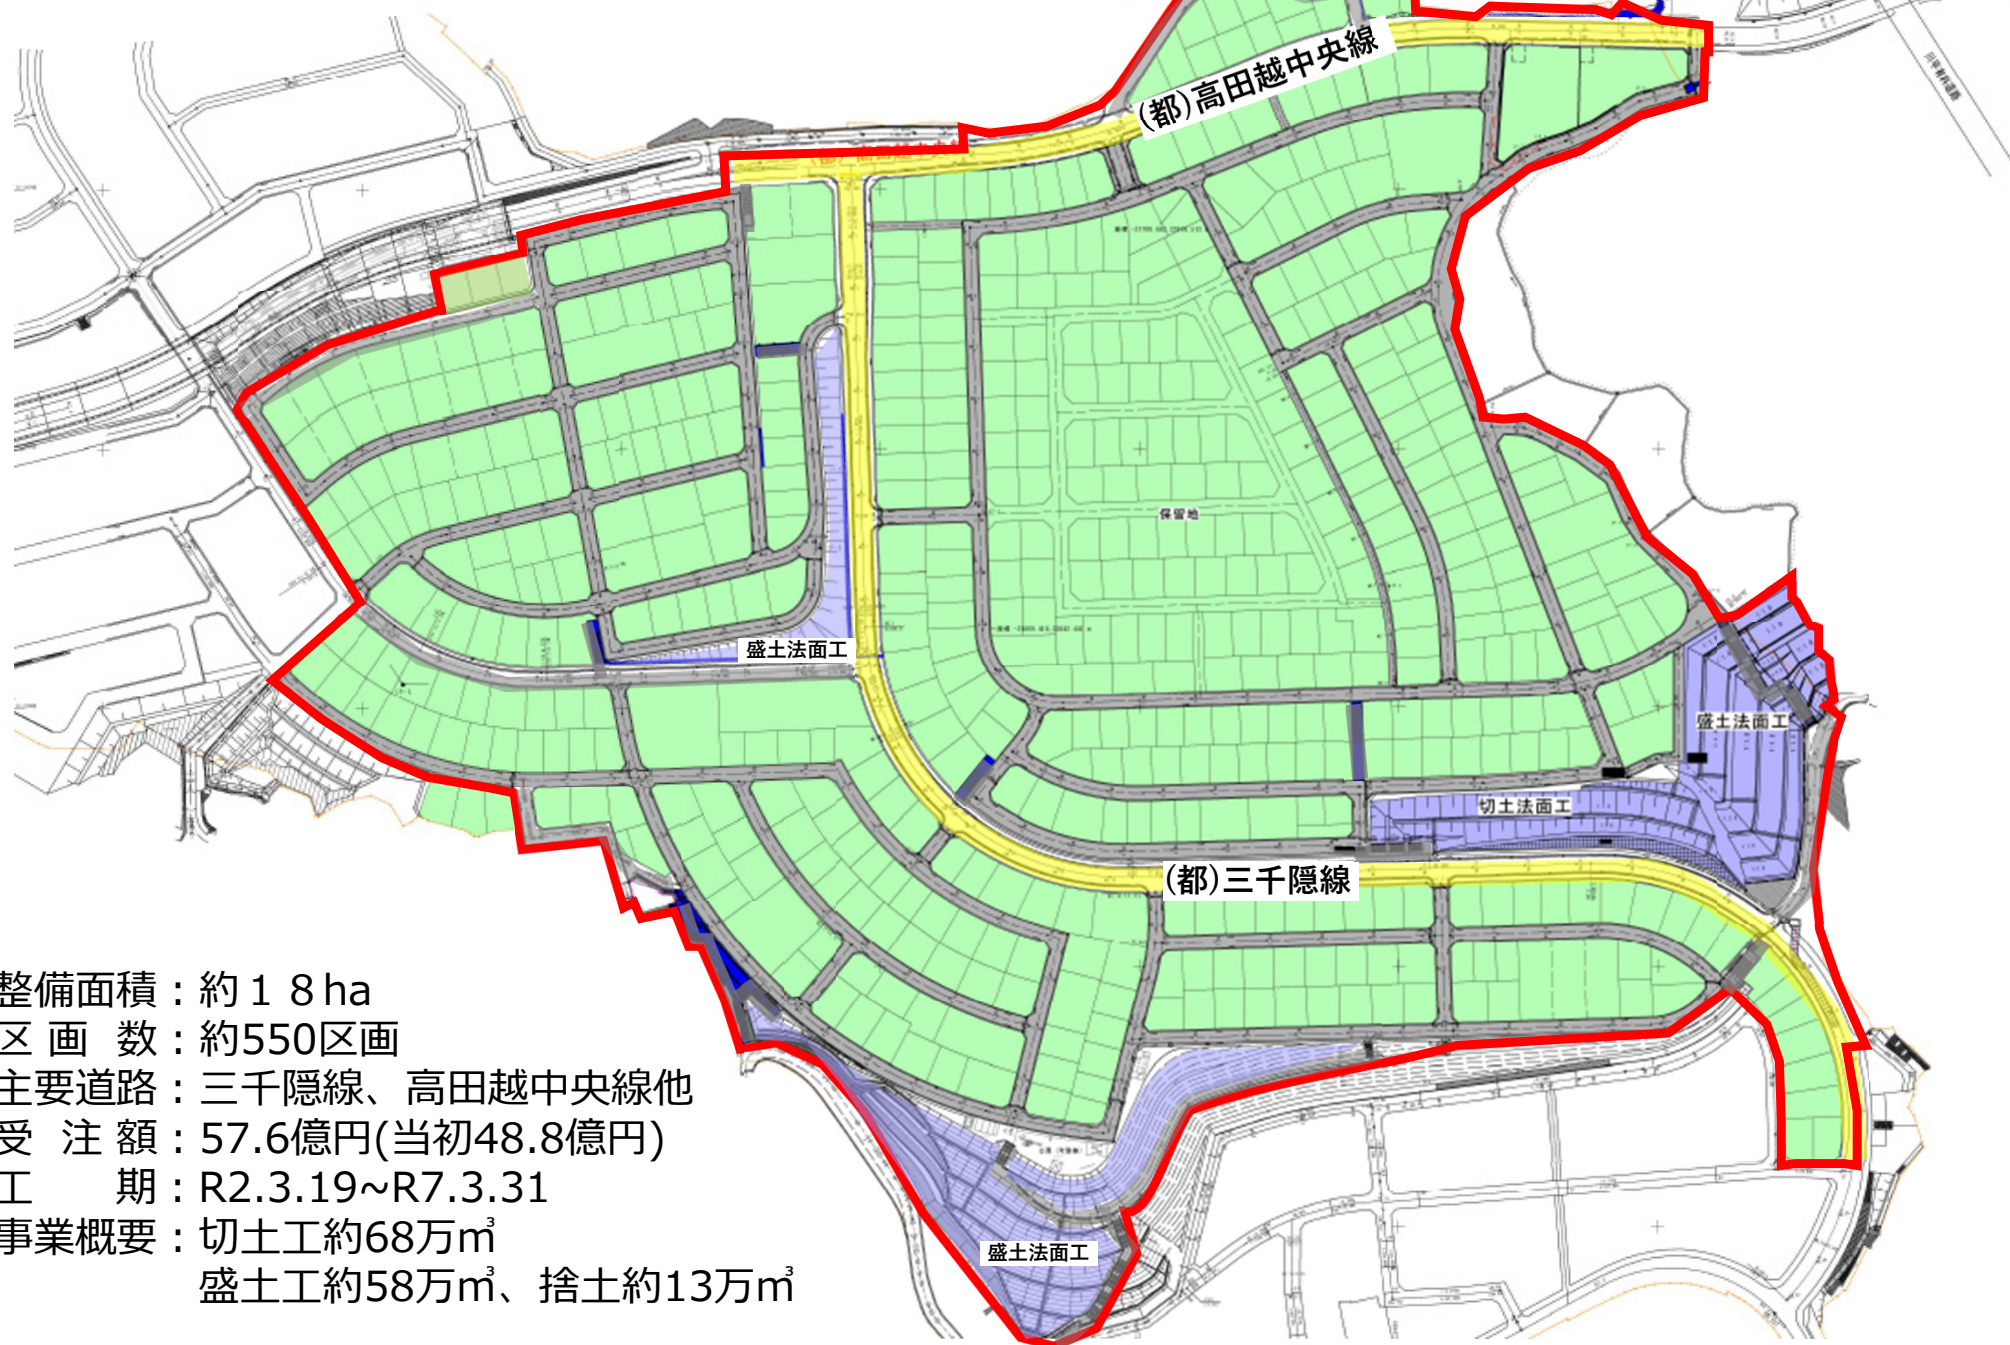 (都)高田越中央線
保留地
盛土法面工
盛土法面工
切土法面工
(都)三千隠線
盛土法面工
整備面積：約１８ha
区画数：約550区画
主要道路：三千隠線、高田越中央線他
受注額：57.6億円(当初48.8億円)
工期：R2.3.19~R7.3.31
事業概要：切土工約68万㎥
盛土工約58万㎥、捨土約13万㎥